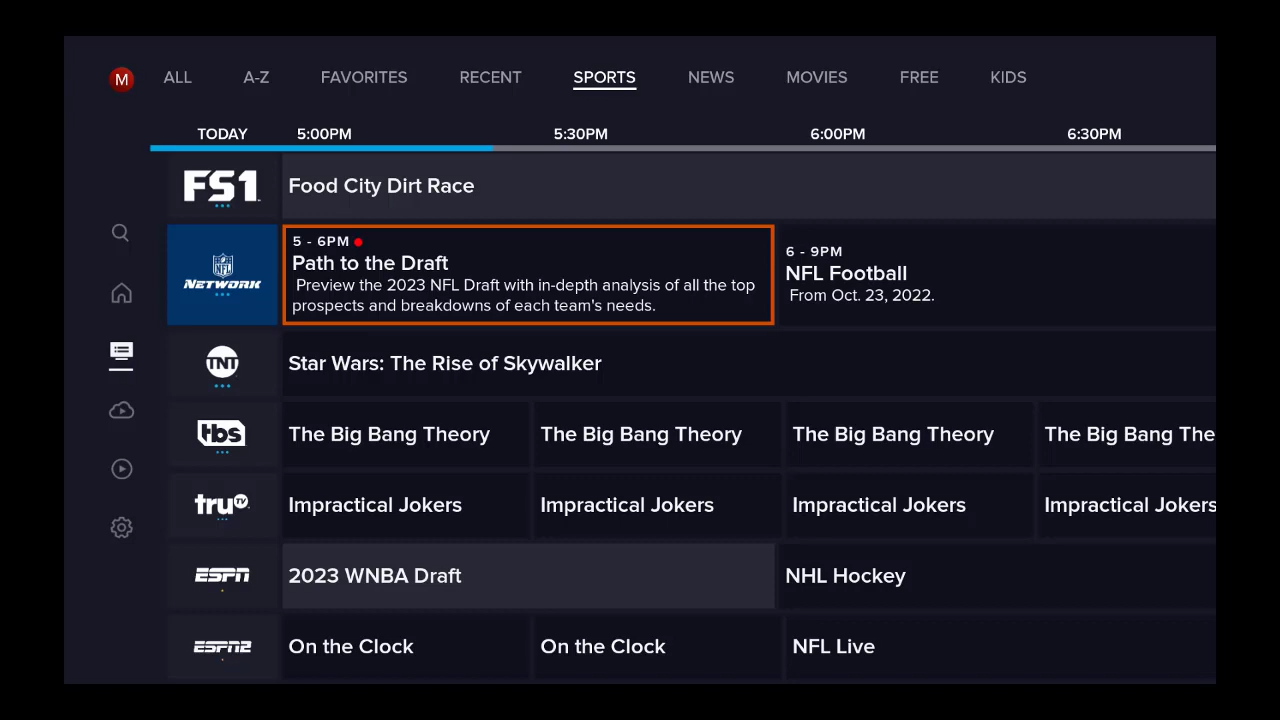 M ALL A-Z FAVORITES RECENT SPORTS NEWS MOVIES FREE KIDS
TODAY 5:00PM 5:30PM 6:00PM 6:30PM
FS1 Food City Dirt Race
5 - 6PM
6 - 9PM
NFL NETWORK
Path to the Draft
NFL Football
Preview the 2023 NFL Draft with in-depth analysis of all the top
From Oct. 23, 2022.
prospects and breakdowns of each team's needs.
TNT Star Wars: The Rise of Skywalker
tbs The Big Bang Theory The Big Bang Theory The Big Bang Theory The Big Bang The
truTV Impractical Jokers Impractical Jokers Impractical Jokers Impractical Jokers
ESPN 2023 WNBA Draft NHL Hockey
ESPN2 On the Clock On the Clock NFL Live